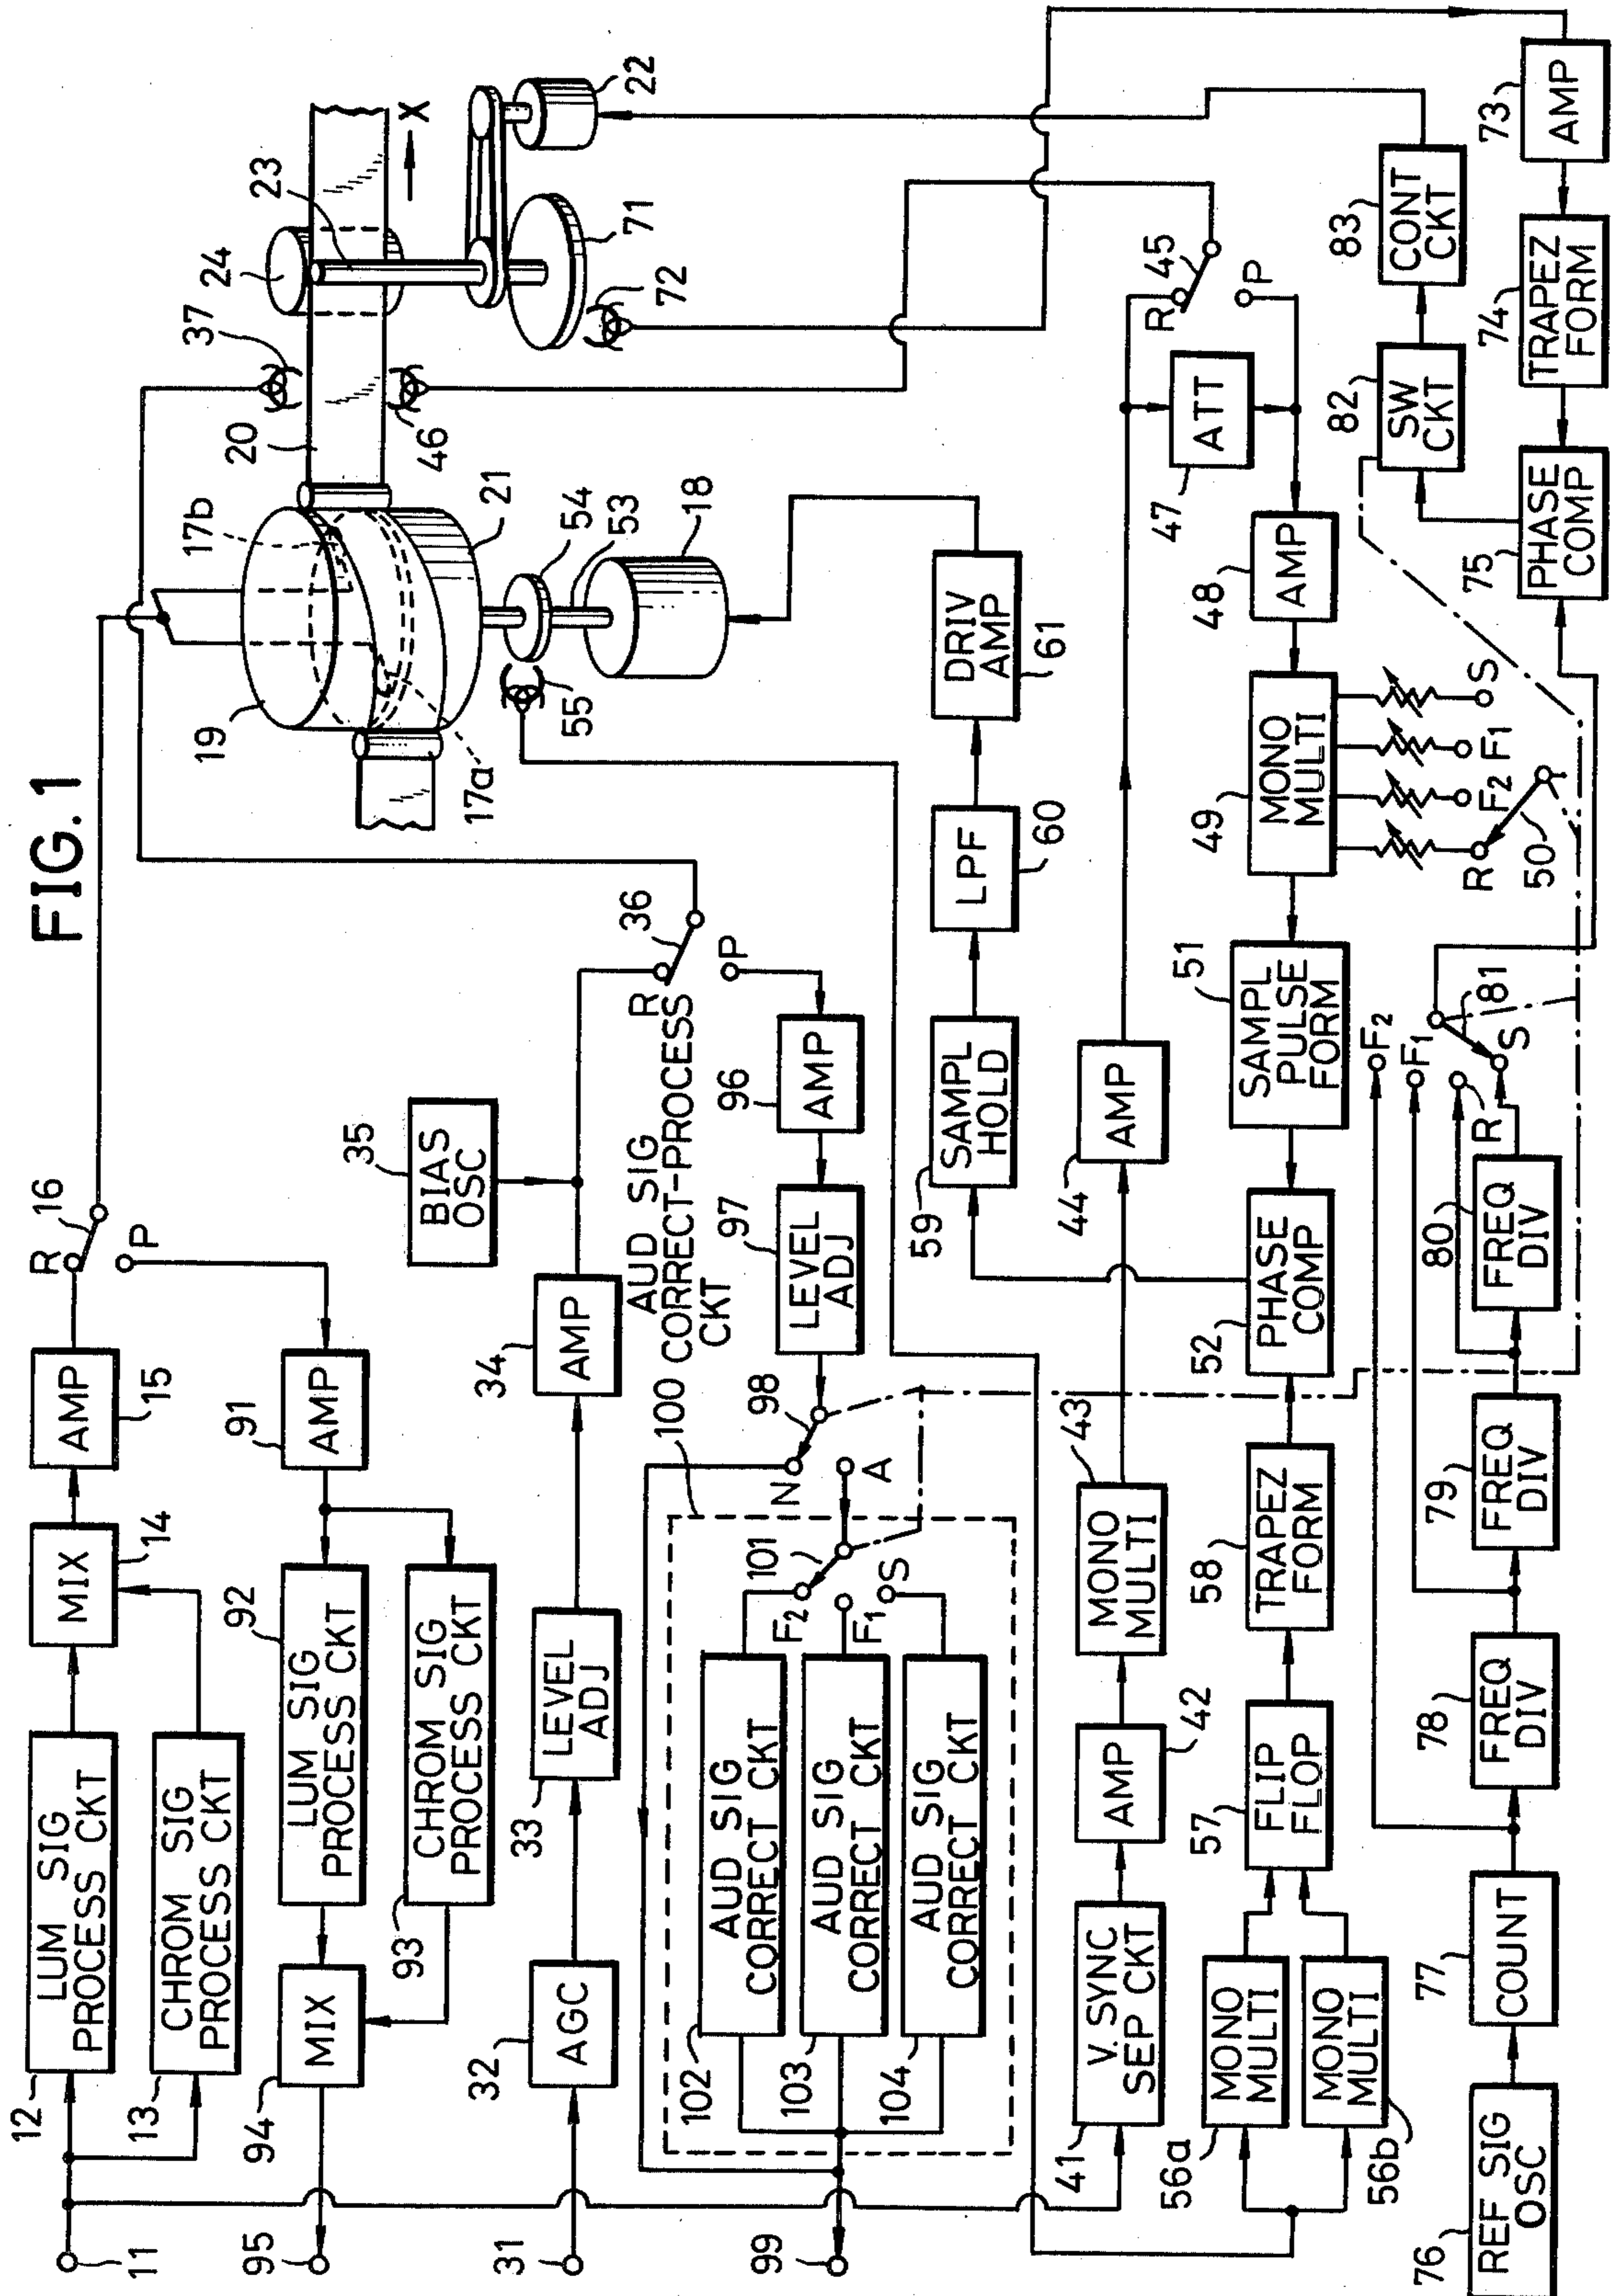 FIG. 1
11
12
LUM SIG
PROCESS CKT
13
CHROM SIG
PROCESS CKT
MIX
14
AMP
15
R
16
P
AMP
91
LUM SIG
PROCESS CKT
92
CHROM SIG
PROCESS CKT
93
MIX
94
95
31
AGC
32
LEVEL
ADJ
33
AMP
34
BIAS
OSC
35
R
36
P
37
19
17b
17a
20
21
46
24
23
X
22
71
72
54
53
18
55
AMP
96
LEVEL
ADJ
97
98
N
A
100
AUD SIG
CORRECT-PROCESS
CKT
101
F2
F1
S
AUD SIG
CORRECT CKT
102
AUD SIG
CORRECT CKT
103
AUD SIG
CORRECT CKT
104
99
SAMPL
HOLD
59
LPF
60
DRIV
AMP
61
V. SYNC
SEP CKT
41
AMP
42
MONO
MULTI
43
AMP
44
R
45
P
ATT
47
AMP
48
MONO
MULTI
49
R
F2
F1
S
50
SAMPL
PULSE
FORM
51
PHASE
COMP
52
TRAPEZ
FORM
58
FLIP
FLOP
57
MONO
MULTI
56a
MONO
MULTI
56b
REF SIG
OSC
76
COUNT
77
FREQ
DIV
78
FREQ
DIV
79
FREQ
DIV
80
F2
F1
R
S
81
PHASE
COMP
75
TRAPEZ
FORM
74
AMP
73
SW
CKT
82
CONT
CKT
83